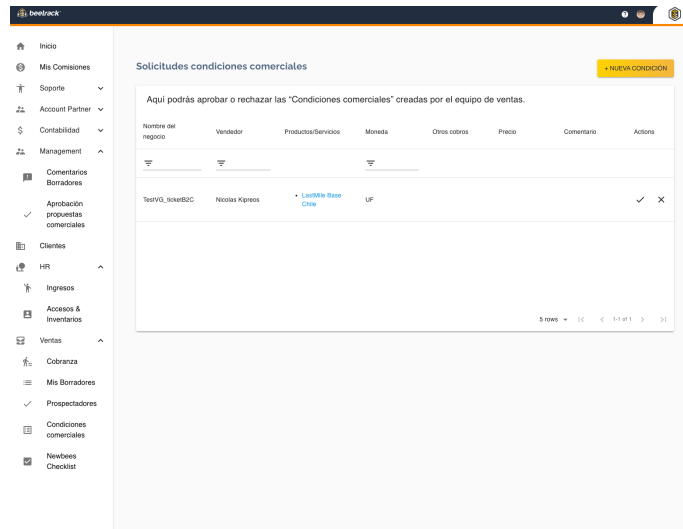 beetrack
Inicio
Mis Comisiones
Soporte
Account Partner
Contabilidad
Management
Comentarios
Borradores
Aprobación
propuestas
comerciales
Clientes
HR
Ingresos
Accesos &
Inventarios
Ventas
Cobranza
Mis Borradores
Prospectadores
Condiciones
comerciales
Newbees
Checklist
Solicitudes condiciones comerciales
+ NUEVA CONDICIÓN
Aquí podrás aprobar o rechazar las "Condiciones comerciales" creadas por el equipo de ventas.
Nombre del
negocio
Vendedor
Productos/Servicios
Moneda
Otros cobros
Precio
Comentario
Actions
TestVG_ticketB2C
Nicolas Kipreos
• LastMile Base
Chile
UF
5 rows
1-1 of 1